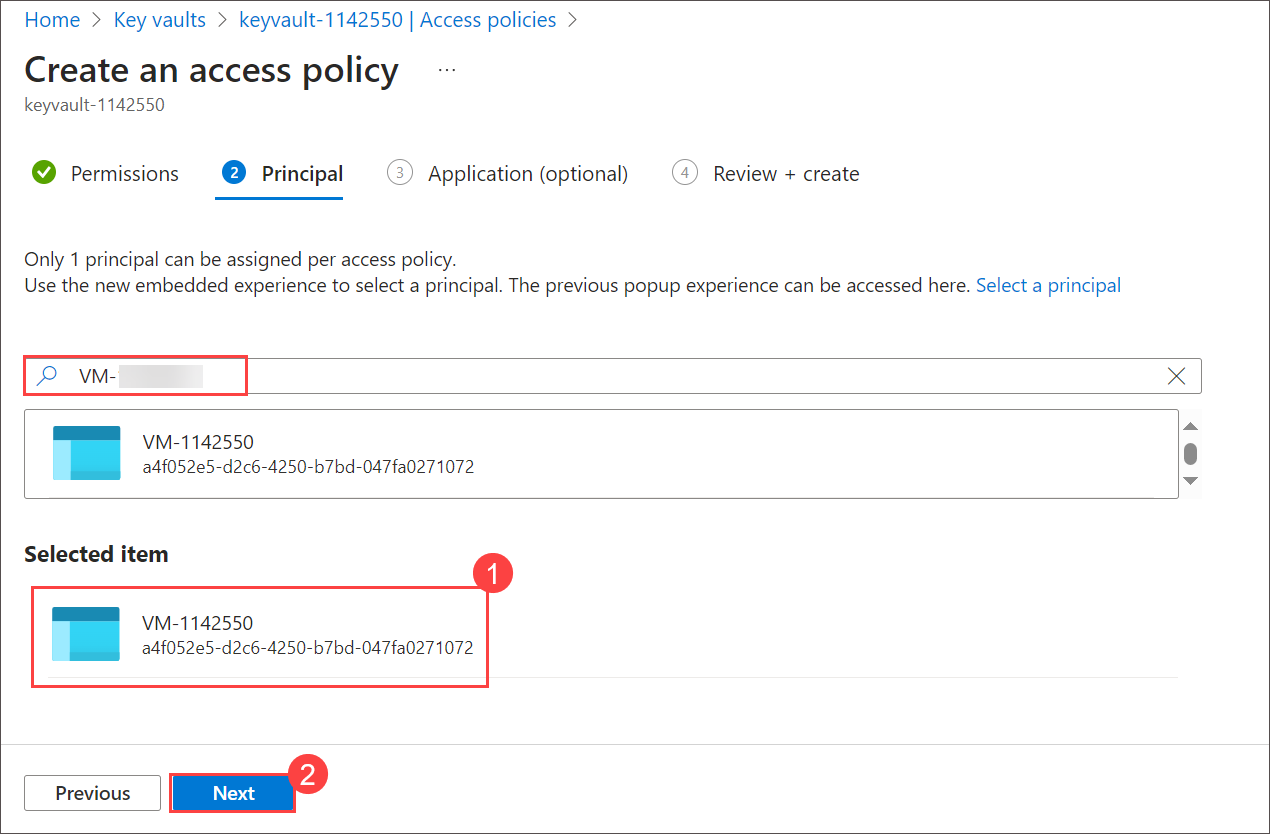 Home > Key vaults > keyvault-1142550 | Access policies >
Create an access policy ...
keyvault-1142550
Permissions 2 Principal 3 Application (optional) 4 Review + create
Only 1 principal can be assigned per access policy.
Use the new embedded experience to select a principal. The previous popup experience can be accessed here. Select a principal
VM-
VM-1142550
a4f052e5-d2c6-4250-b7bd-047fa0271072
Selected item
1
VM-1142550
a4f052e5-d2c6-4250-b7bd-047fa0271072
2
Previous Next